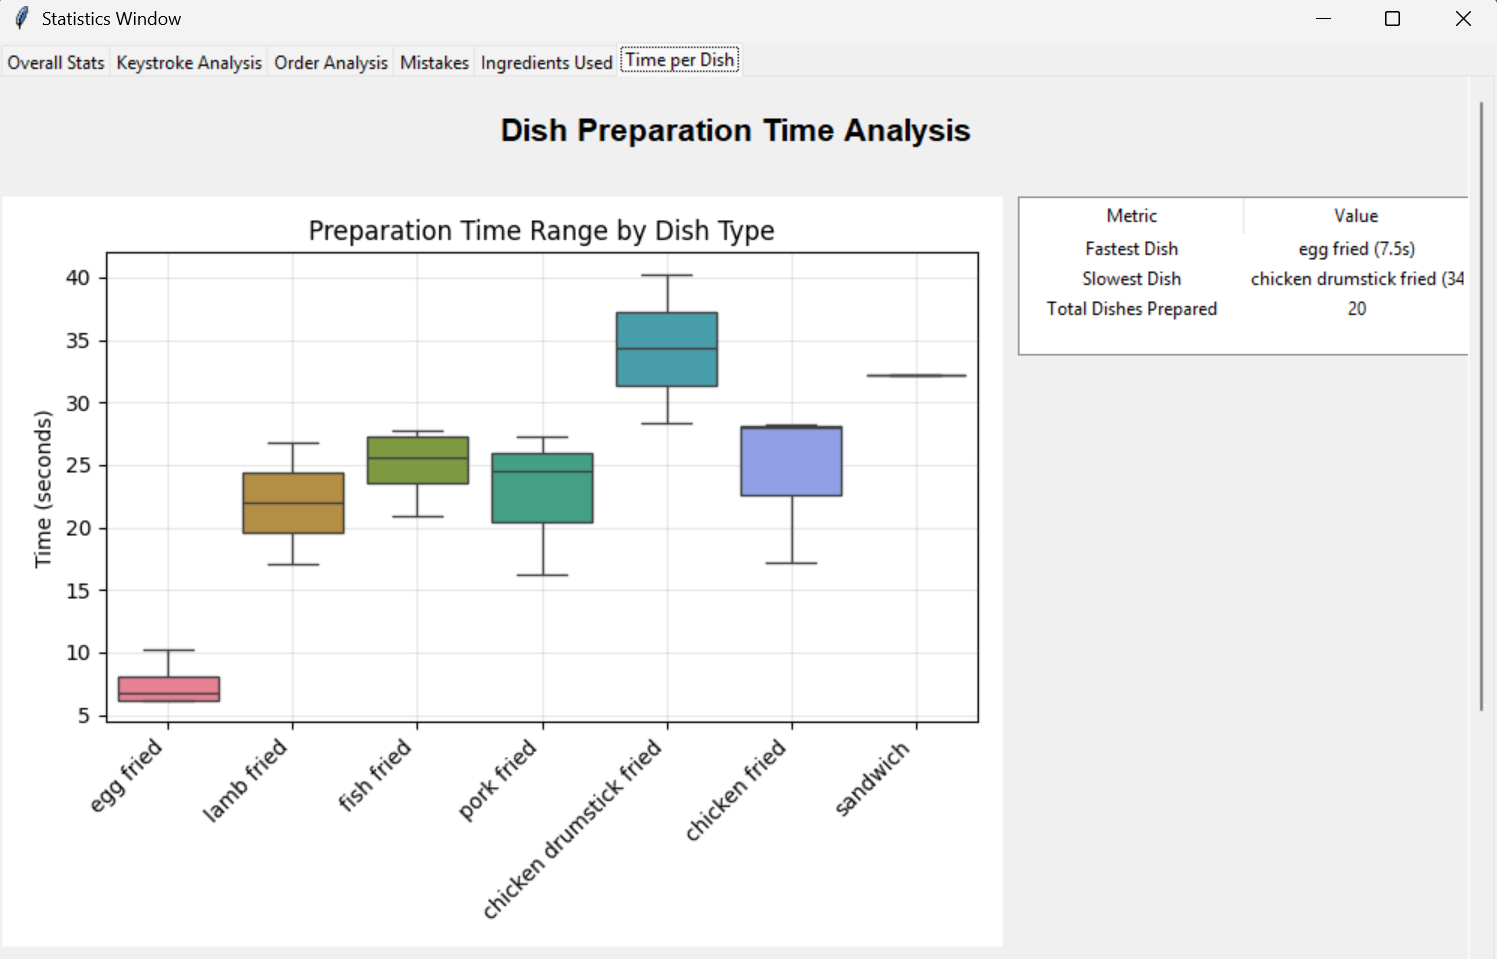 Statistics Window
Overall Stats Keystroke Analysis Order Analysis Mistakes Ingredients Used Time per Dish
Dish Preparation Time Analysis
Preparation Time Range by Dish Type
Time (seconds)
40
35
30
25
20
15
10
5
egg fried
lamb fried
fish fried
pork fried
chicken drumstick fried
chicken fried
sandwich
Metric Value
Fastest Dish egg fried (7.5s)
Slowest Dish chicken drumstick fried (34
Total Dishes Prepared 20